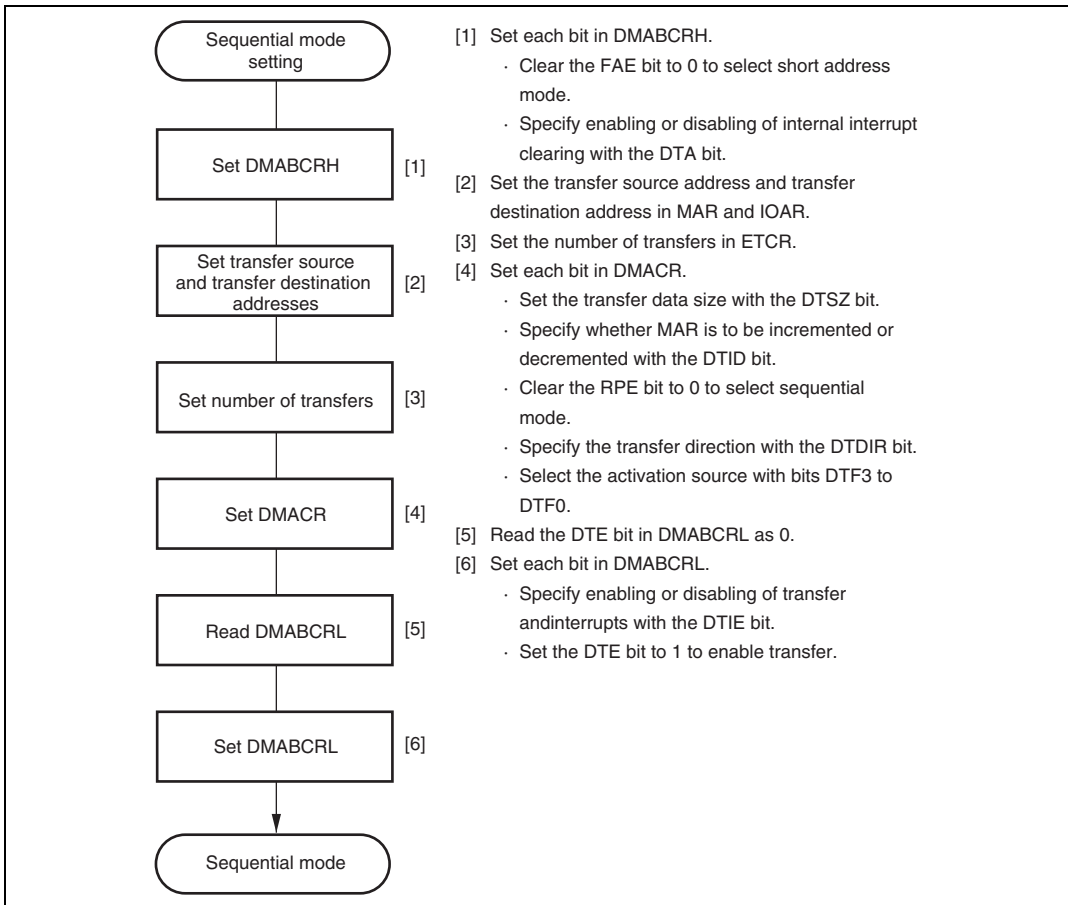 Sequential mode
setting
Set DMABCRH
[1]
Set transfer source
and transfer destination
addresses
[2]
Set number of transfers
[3]
Set DMACR
[4]
Read DMABCRL
[5]
Set DMABCRL
[6]
Sequential mode
[1] Set each bit in DMABCRH.
· Clear the FAE bit to 0 to select short address
mode.
· Specify enabling or disabling of internal interrupt
clearing with the DTA bit.
[2] Set the transfer source address and transfer
destination address in MAR and IOAR.
[3] Set the number of transfers in ETCR.
[4] Set each bit in DMACR.
· Set the transfer data size with the DTSZ bit.
· Specify whether MAR is to be incremented or
decremented with the DTID bit.
· Clear the RPE bit to 0 to select sequential
mode.
· Specify the transfer direction with the DTDIR bit.
· Select the activation source with bits DTF3 to
DTF0.
[5] Read the DTE bit in DMABCRL as 0.
[6] Set each bit in DMABCRL.
· Specify enabling or disabling of transfer
andinterrupts with the DTIE bit.
· Set the DTE bit to 1 to enable transfer.